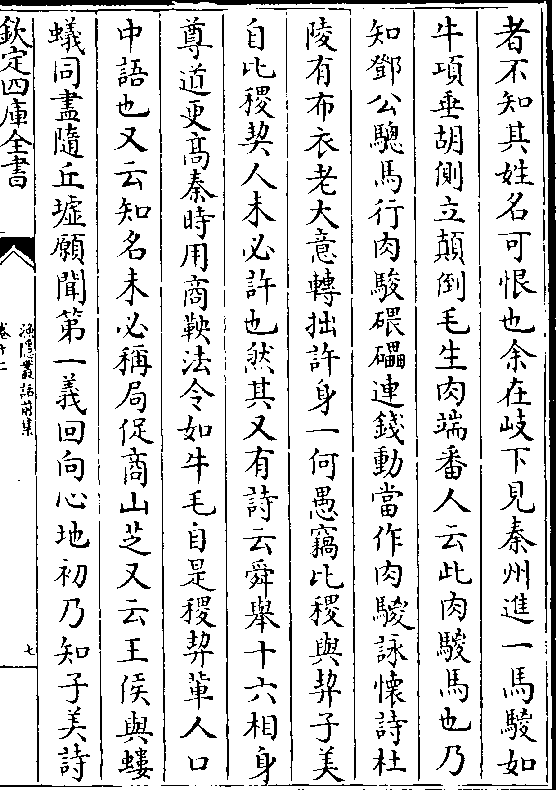 者不知其姓名可恨也余在岐下見秦州進一馬駿如
牛項垂胡側立顛倒毛生肉端番人云此肉駿馬也乃
知鄧公驄馬行肉駿碨礧連錢動當作肉駿詠懷詩杜
陵有布衣老大意轉拙許身一何愚竊比稷與契子美
自比稷契人未必許也然其又有詩云舜舉十六相身
尊道更高秦時用商鞅法令如牛毛自是稷契輩人口
中語也又云知名未必稱局促商山芝又云王侯與螻
蟻同盡隨丘墟願聞第一義回向心地初乃知子美詩
欽定四庫全書
漁隱叢話前集
卷十二
七